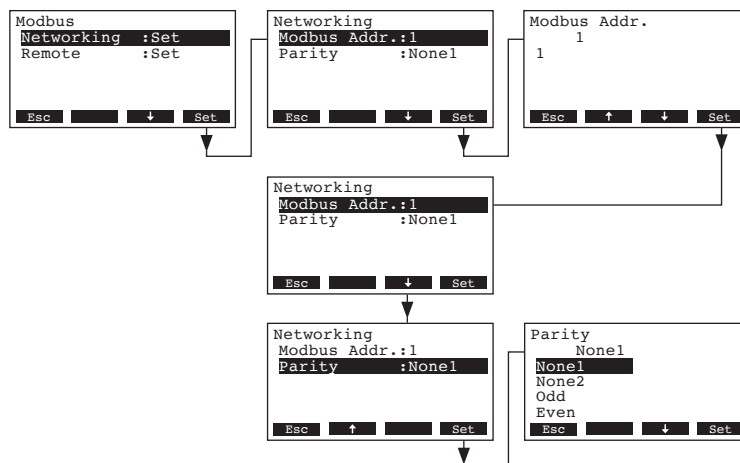 Modbus
Networking :Set
Remote :Set
Esc ↓ Set
Networking
Modbus Addr.:1
Parity :None1
Esc ↓ Set
Modbus Addr.
1
1
Esc ↑ ↓ Set
Networking
Modbus Addr.:1
Parity :None1
Esc ↓ Set
Networking
Modbus Addr.:1
Parity :None1
Esc ↑ Set
Parity
None1
None1
None2
Odd
Even
Esc ↓ Set